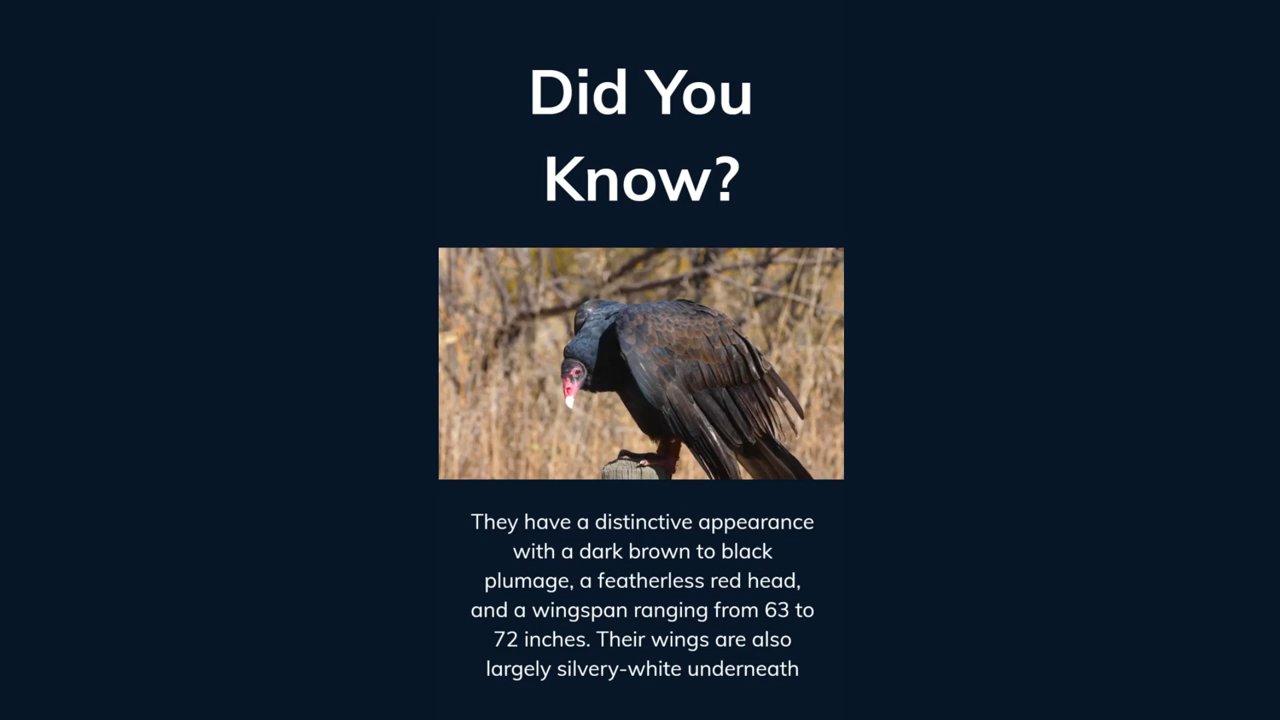 Did You
Know?
They have a distinctive appearance
with a dark brown to black
plumage, a featherless red head,
and a wingspan ranging from 63 to
72 inches. Their wings are also
largely silvery-white underneath